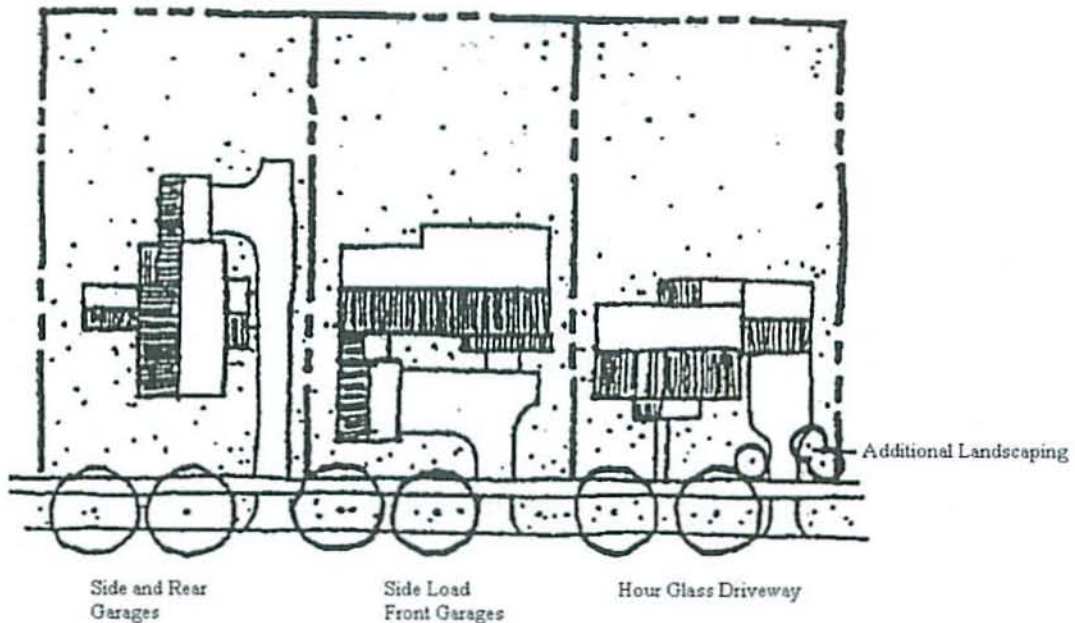 Additional Landscaping
Side and Rear
Garages
Side Load
Front Garages
Hour Glass Driveway